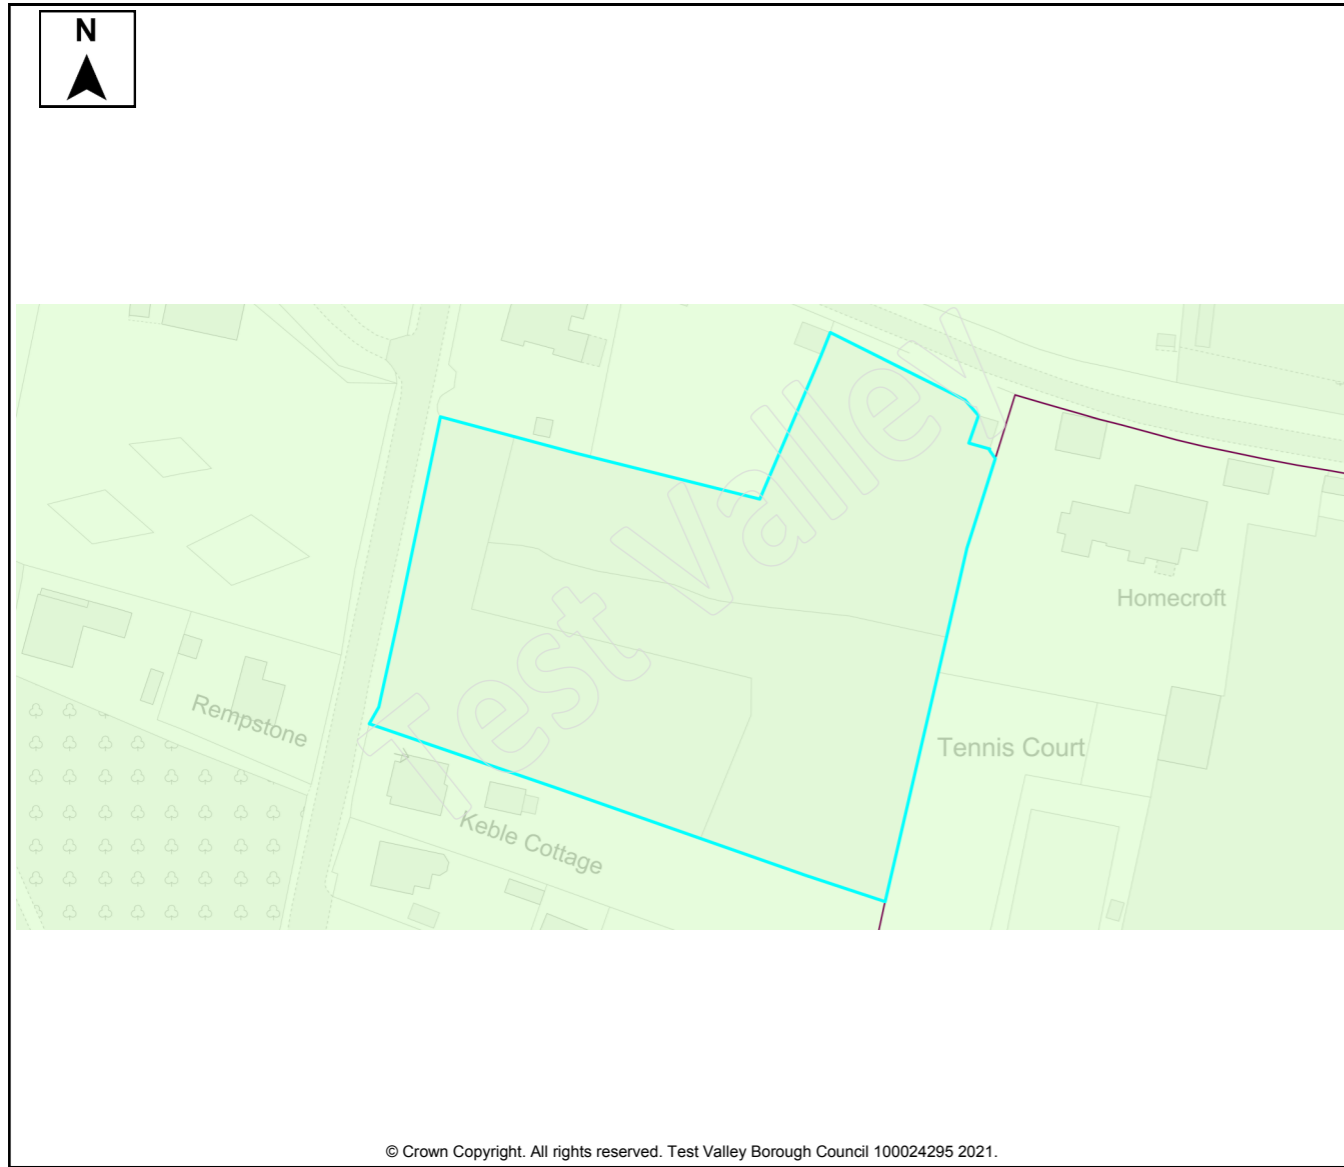 N
Test Valley
Homecroft
Rempstone
Tennis Court
Keble Cottage
© Crown Copyright. All rights reserved. Test Valley Borough Council 100024295 2021.